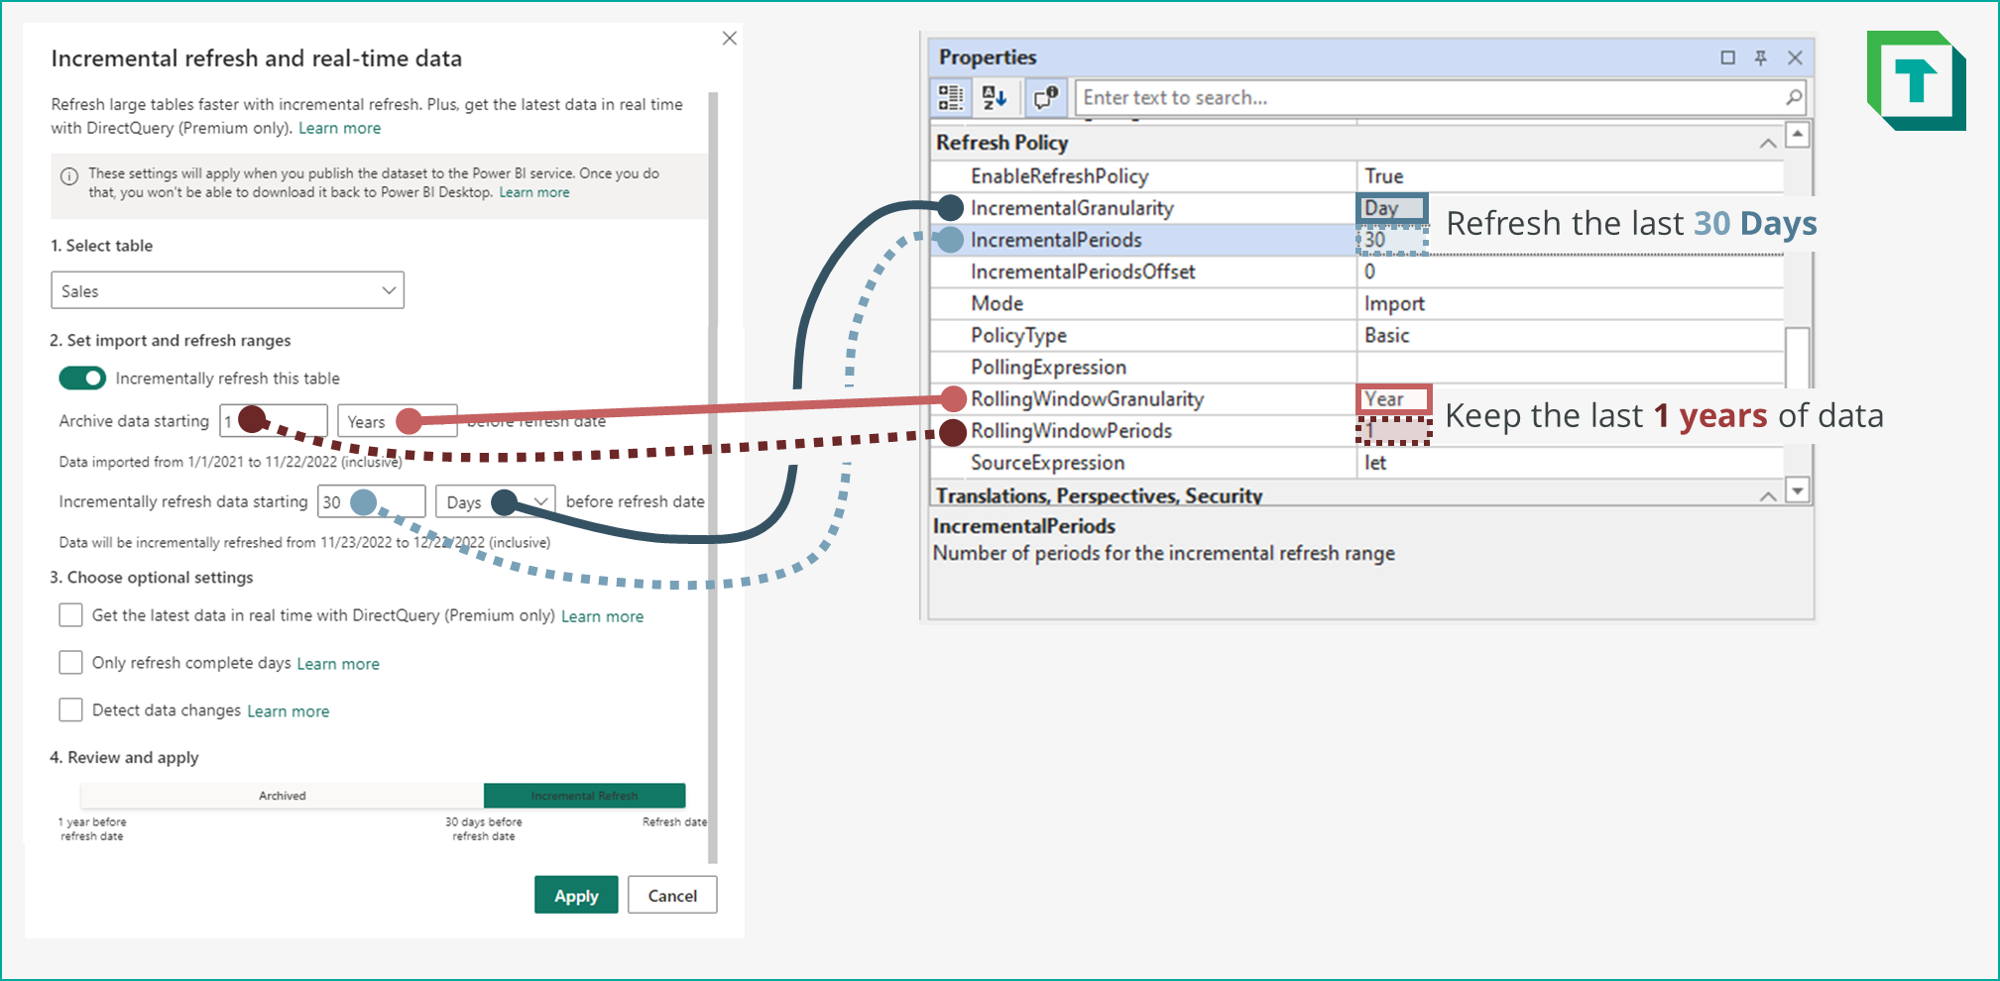 Incremental refresh and real-time data
Refresh large tables faster with incremental refresh. Plus, get the latest data in real time
with DirectQuery (Premium only). Learn more
These settings will apply when you publish the dataset to the Power BI service. Once you do
that, you won't be able to download it back to Power BI Desktop. Learn more
1. Select table
Sales
2. Set import and refresh ranges
Incrementally refresh this table
Archive data starting 1 Years before refresh date
Data imported from 1/1/2021 to 11/22/2022 (inclusive)
Incrementally refresh data starting 30 Days before refresh date
Data will be incrementally refreshed from 11/23/2022 to 12/22/2022 (inclusive)
3. Choose optional settings
Get the latest data in real time with DirectQuery (Premium only) Learn more
Only refresh complete days Learn more
Detect data changes Learn more
4. Review and apply
Archived Incremental Refresh
1 year before
refresh date
30 days before
refresh date
Refresh date
Apply Cancel
Properties
Enter text to search...
Refresh Policy
EnableRefreshPolicy True
IncrementalGranularity Day
IncrementalPeriods 30
IncrementalPeriodsOffset 0
Mode Import
PolicyType Basic
PollingExpression
RollingWindowGranularity Year
RollingWindowPeriods 1
SourceExpression let
Translations, Perspectives, Security
IncrementalPeriods
Number of periods for the incremental refresh range
Refresh the last 30 Days
Keep the last 1 years of data
T